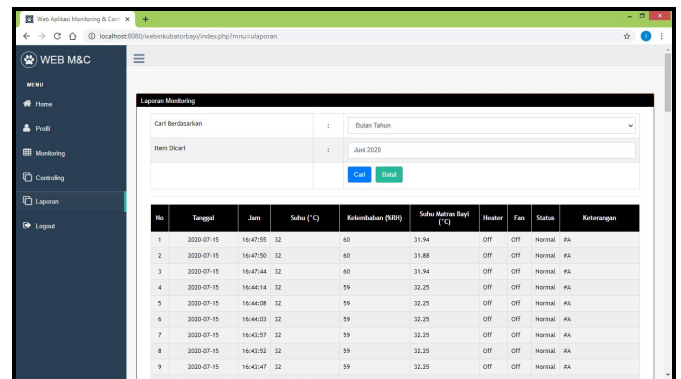 Web Aplikasi Monitoring & Con
localhost:8080/webinkubatorbayi/index.php?mnu=ulaporan
WEB M&C
MENU
Home
Profil
Monitoring
Controling
Laporan
Logout
Laporan Monitoring
Cari Berdasarkan : Bulan Tahun
Item Dicari : Juni 2020
Cari Batal
No Tanggal Jam Suhu (°C) Kelembaban (%RH) Suhu Matras Bayi (°C) Heater Fan Status Keterangan
1 2020-07-15 16:47:55 32 60 31.94 Off Off Normal #A
2 2020-07-15 16:47:50 32 60 31.88 Off Off Normal #A
3 2020-07-15 16:47:44 32 60 31.94 Off Off Normal #A
4 2020-07-15 16:44:14 32 59 32.25 Off Off Normal #A
5 2020-07-15 16:44:08 32 59 32.25 Off Off Normal #A
6 2020-07-15 16:44:03 32 59 32.25 Off Off Normal #A
7 2020-07-15 16:43:57 32 59 32.25 Off Off Normal #A
8 2020-07-15 16:43:52 32 59 32.25 Off Off Normal #A
9 2020-07-15 16:43:47 32 59 32.25 Off Off Normal #A